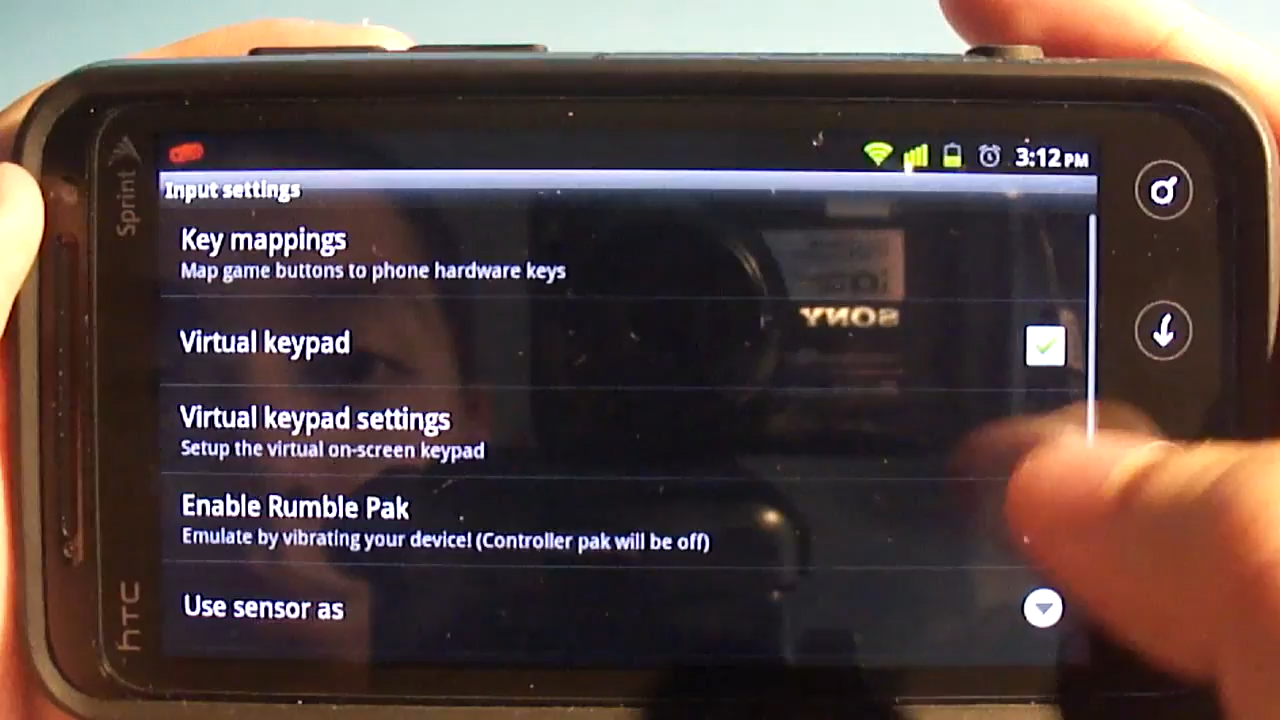 3:12 PM
Input settings
Key mappings
Map game buttons to phone hardware keys
Virtual keypad
Virtual keypad settings
Setup the virtual on-screen keypad
Enable Rumble Pak
Emulate by vibrating your device! (Controller pak will be off)
Use sensor as
Sprint
hTC
SONY